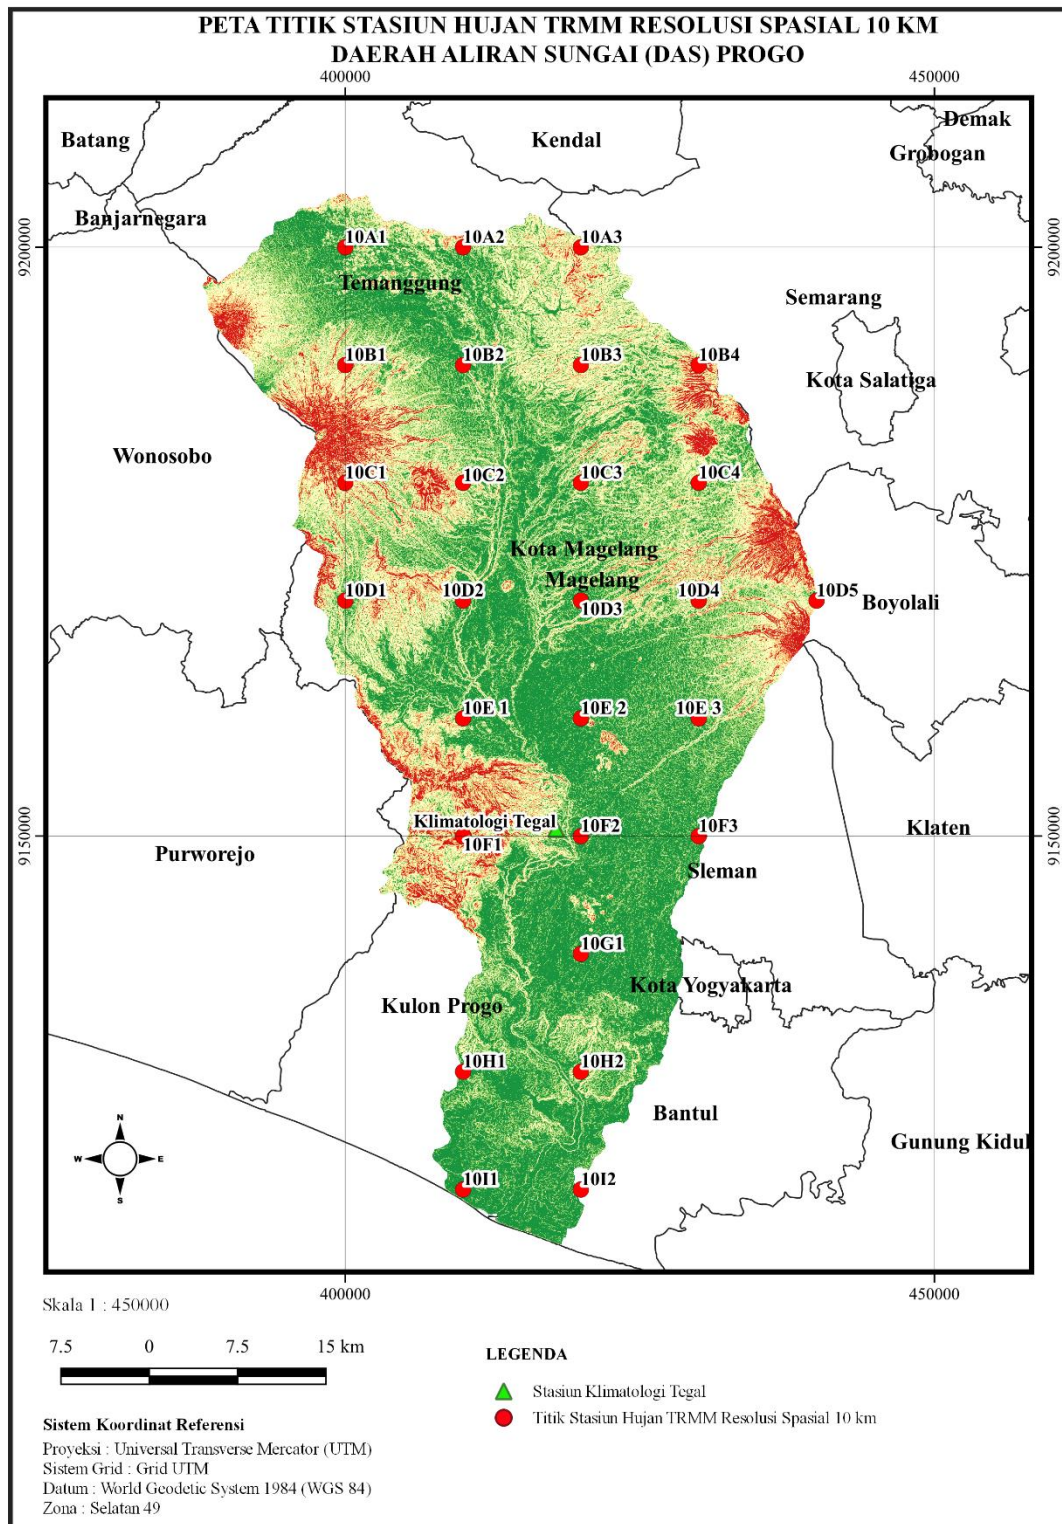 PETA TITIK STASIUN HUJAN TRMM RESOLUSI SPASIAL 10 KM
DAERAH ALIRAN SUNGAI (DAS) PROGO
400000 450000
Demak
Batang Kendal
Grobogan
Banjarnegara
10A1 10A2 10A3
9200000 9200000
Temanggung
Semarang
10B1 10B2 10B3 10B4
Kota Salatiga
Wonosobo
10C1 10C2 10C3 10C4
Kota Magelang
Magelang
10D1 10D2 10D4 10D5
10D3
Boyolali
10E 1 10E 2 10E 3
Klimatologi Tegal 10F2 10F3
Klaten
9150000 9150000
10F1
Purworejo
Sleman
10G1
Kota Yogyakarta
Kulon Progo
10H1 10H2
Bantul
N
W E
S
Gunung Kidul
10I1 10I2
400000 450000
Skala 1 : 450000
7.5 0 7.5 15 km
LEGENDA
Stasiun Klimatologi Tegal
Titik Stasiun Hujan TRMM Resolusi Spasial 10 km
Sistem Koordinat Referensi
Proyeksi : Universal Transverse Mercator (UTM)
Sistem Grid : Grid UTM
Datum : World Geodetic System 1984 (WGS 84)
Zona : Selatan 49